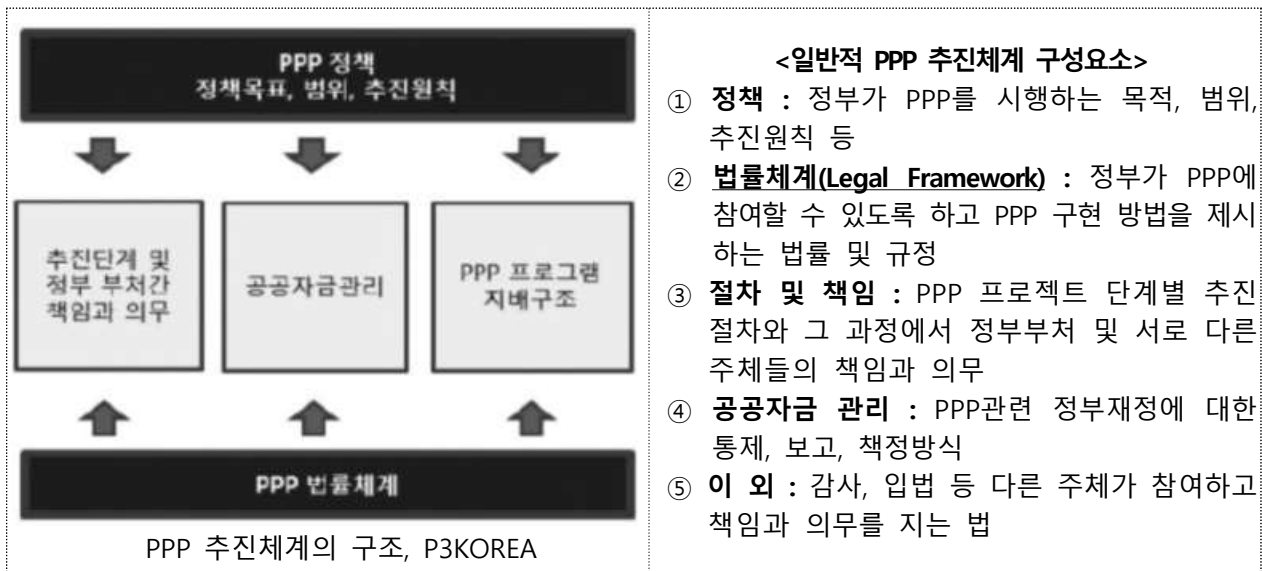 PPP 정책
정책목표, 범위, 추진원칙
추진단계 및
정부 부처간
책임과 의무
공공자금관리
PPP 프로그램
지배구조
PPP 법률체계
PPP 추진체계의 구조, P3KOREA
<일반적 PPP 추진체계 구성요소>
① 정책 : 정부가 PPP를 시행하는 목적, 범위,
추진원칙 등
② 법률체계(Legal Framework) : 정부가 PPP에
참여할 수 있도록 하고 PPP 구현 방법을 제시
하는 법률 및 규정
③ 절차 및 책임 : PPP 프로젝트 단계별 추진
절차와 그 과정에서 정부부처 및 서로 다른
주체들의 책임과 의무
④ 공공자금 관리 : PPP관련 정부재정에 대한
통제, 보고, 책정방식
⑤ 이 외 : 감사, 입법 등 다른 주체가 참여하고
책임과 의무를 지는 법